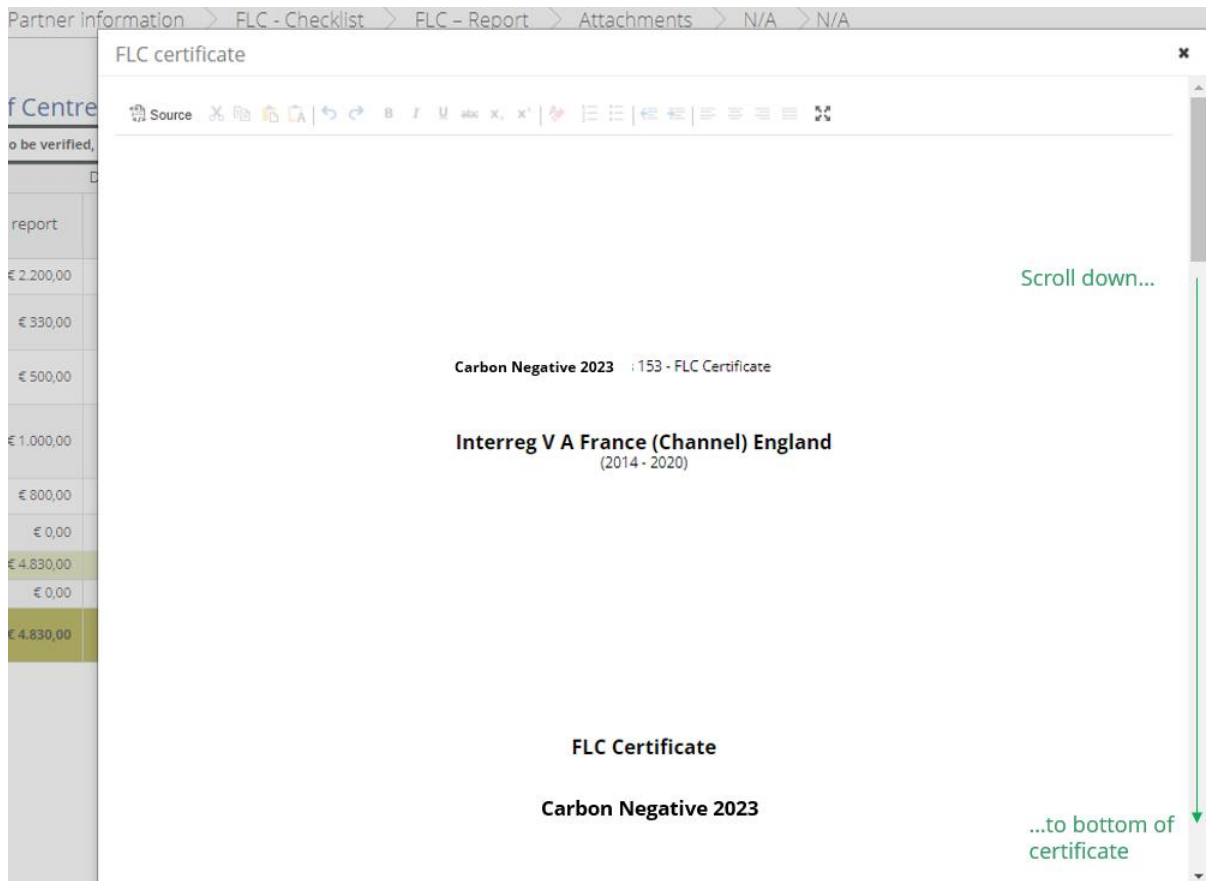 Partner information FLC - Checklist FLC – Report Attachments N/A N/A
FLC certificate
f Centre
Source
o be verified,
D
report
€ 2.200,00
Scroll down...
€ 330,00
Carbon Negative 2023 : 153 - FLC Certificate
€ 500,00
Interreg V A France (Channel) England
€ 1.000,00
(2014 - 2020)
€ 800,00
€ 0,00
€ 4.830,00
€ 0,00
€ 4.830,00
FLC Certificate
Carbon Negative 2023
...to bottom of
certificate